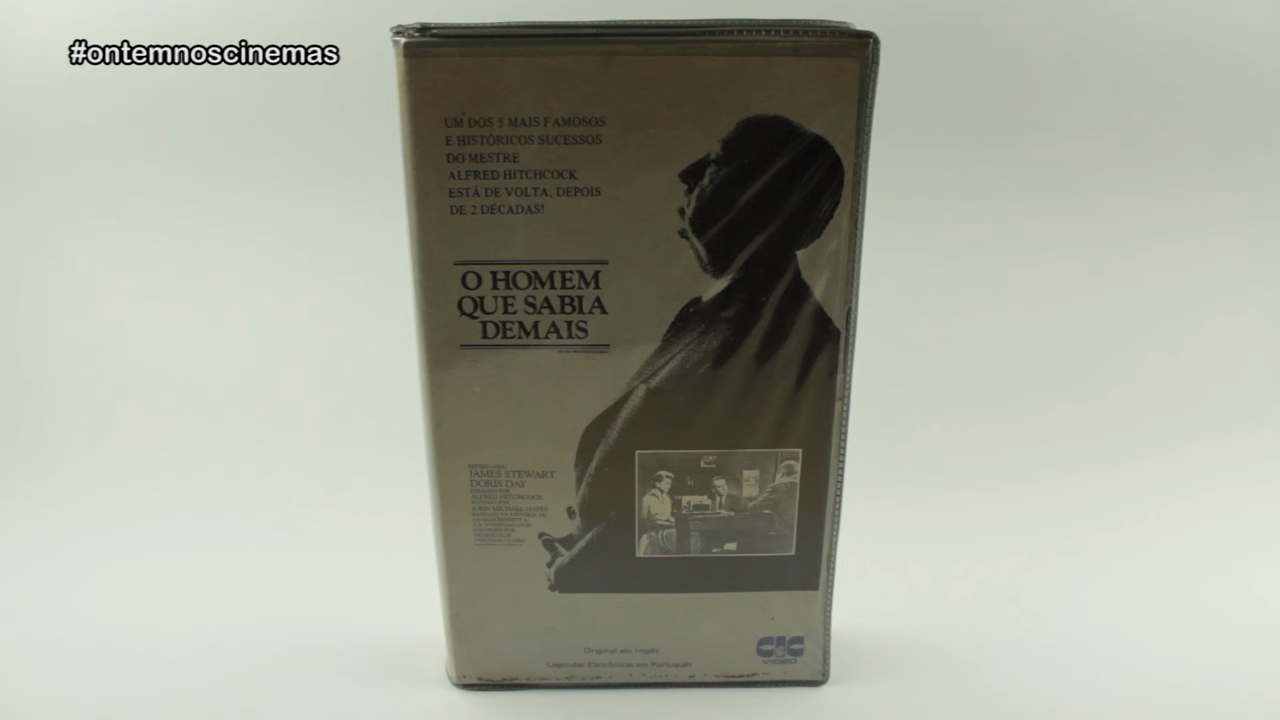 #ontemnoscinemas
UM DOS 5 MAIS FAMOSOS
E HISTÓRICOS SUCESSOS
DO MESTRE
ALFRED HITCHCOCK
ESTÁ DE VOLTA, DEPOIS
DE 2 DÉCADAS!
O HOMEM
QUE SABIA
DEMAIS
JAMES STEWART
DORIS DAY
ALFRED HITCHCOCK
JOHN MICHAEL HAYES
Original em Inglês
Legendas Eletrônicas em Português
CIC
VIDEO